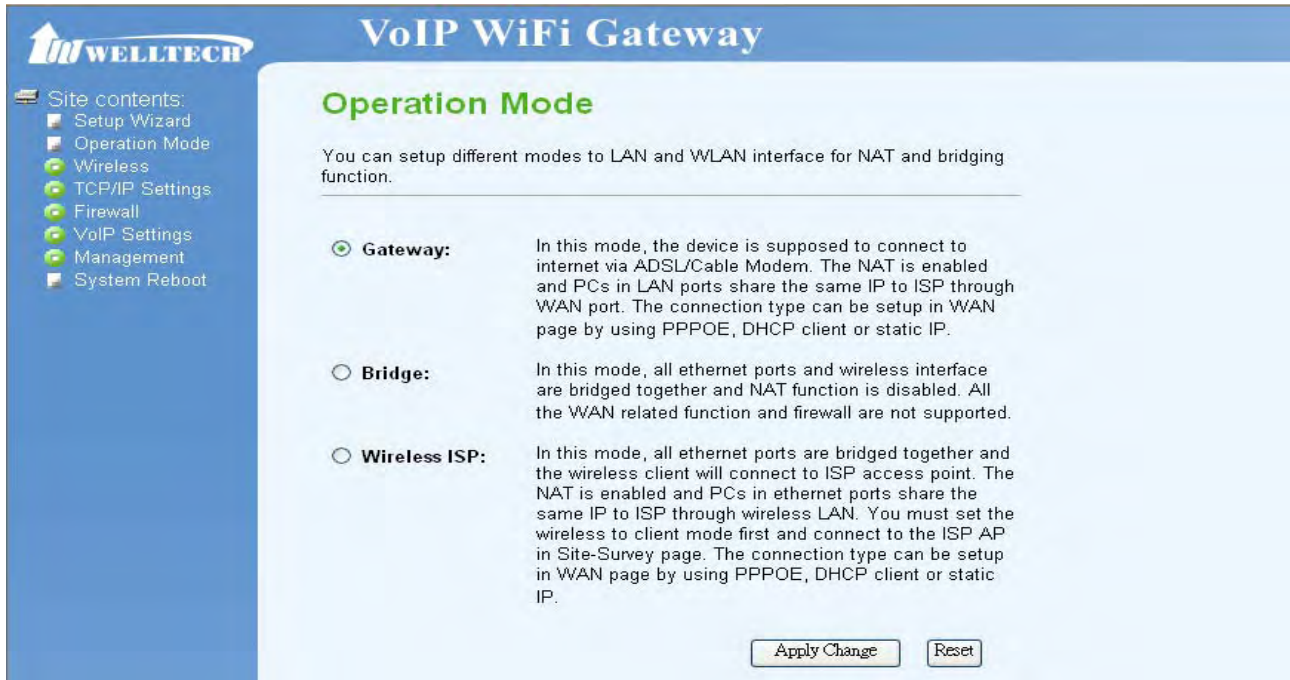 WELLTECH
VoIP WiFi Gateway
Site contents:
Setup Wizard
Operation Mode
Wireless
TCP/IP Settings
Firewall
VoIP Settings
Management
System Reboot
Operation Mode
You can setup different modes to LAN and WLAN interface for NAT and bridging
function.
Gateway:
In this mode, the device is supposed to connect to
internet via ADSL/Cable Modem. The NAT is enabled
and PCs in LAN ports share the same IP to ISP through
WAN port. The connection type can be setup in WAN
page by using PPPOE, DHCP client or static IP.
Bridge:
In this mode, all ethernet ports and wireless interface
are bridged together and NAT function is disabled. All
the WAN related function and firewall are not supported.
Wireless ISP:
In this mode, all ethernet ports are bridged together and
the wireless client will connect to ISP access point. The
NAT is enabled and PCs in ethernet ports share the
same IP to ISP through wireless LAN. You must set the
wireless to client mode first and connect to the ISP AP
in Site-Survey page. The connection type can be setup
in WAN page by using PPPOE, DHCP client or static
IP.
Apply Change
Reset